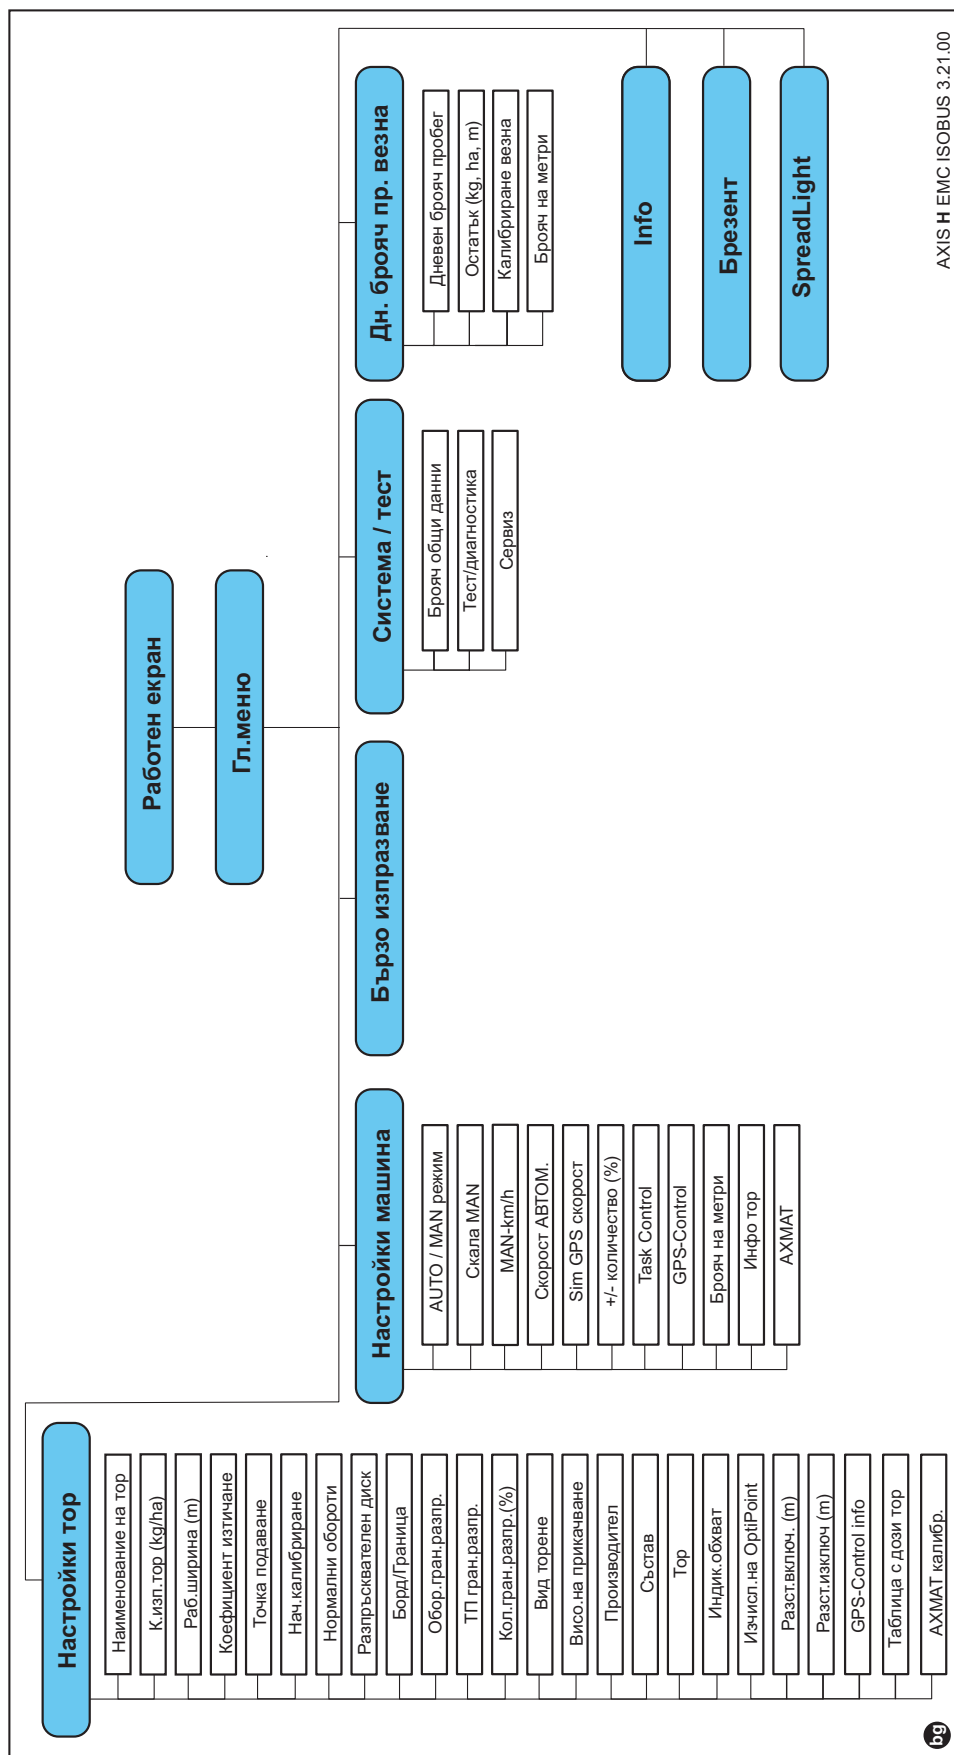 Работен екран
Гл.меню
Настройки тор
Наименование на тор
К.изп.тор (kg/ha)
Раб.ширина (m)
Коефициент изтичане
Точка подаване
Нач.калибриране
Нормални обороти
Разпръсквателен диск
Борд/Граница
Обор.гран.разпр.
ТП гран.разпр.
Кол.гран.разпр.(%)
Вид торене
Висо.на прикачване
Производител
Състав
Тор
Индик.обхват
Изчисл.на OptiPoint
Разст.включ. (m)
Разст.изключ (m)
GPS-Control info
Таблица с дози тор
АХМАТ калибр.
Настройки машина
AUTO / MAN режим
Скала MAN
MAN-km/h
Скорост АВТОМ.
Sim GPS скорост
+/- количество (%)
Task Control
GPS-Control
Брояч на метри
Инфо тор
АХМАТ
Бързо изпразване
Система / тест
Брояч общи данни
Тест/диагностика
Сервиз
Дн. брояч пр. везна
Дневен брояч пробег
Остатък (kg, ha, m)
Калибриране везна
Брояч на метри
Info
Брезент
SpreadLight
bg
AXIS H EMC ISOBUS 3.21.00